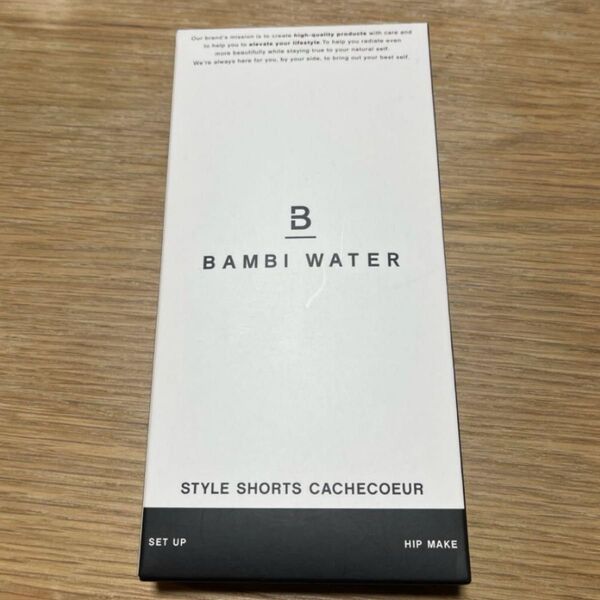 Our brand's mission is to create high-quality products with care and
to help you to elevate your lifestyle.To help you radiate even
more beautifully while staying true to your natural self.
We're always here for you, by your side, to bring out your best self.
B
BAMBI WATER
STYLE SHORTS CACHECOEUR
SET UP HIP MAKE